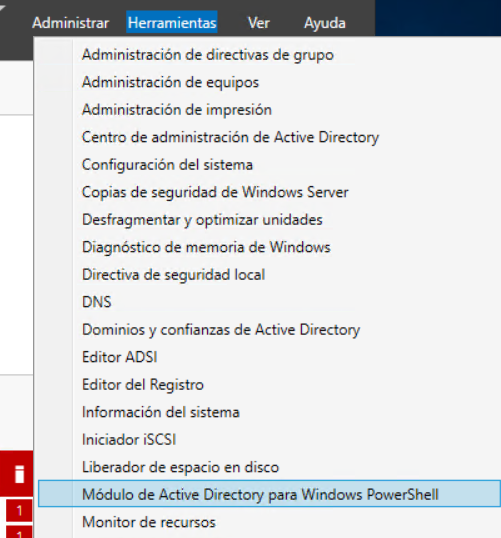 Administrar Herramientas Ver Ayuda
Administración de directivas de grupo
Administración de equipos
Administración de impresión
Centro de administración de Active Directory
Configuración del sistema
Copias de seguridad de Windows Server
Desfragmentar y optimizar unidades
Diagnóstico de memoria de Windows
Directiva de seguridad local
DNS
Dominios y confianzas de Active Directory
Editor ADSI
Editor del Registro
Información del sistema
Iniciador iSCSI
Liberador de espacio en disco
Módulo de Active Directory para Windows PowerShell
1
Monitor de recursos
1